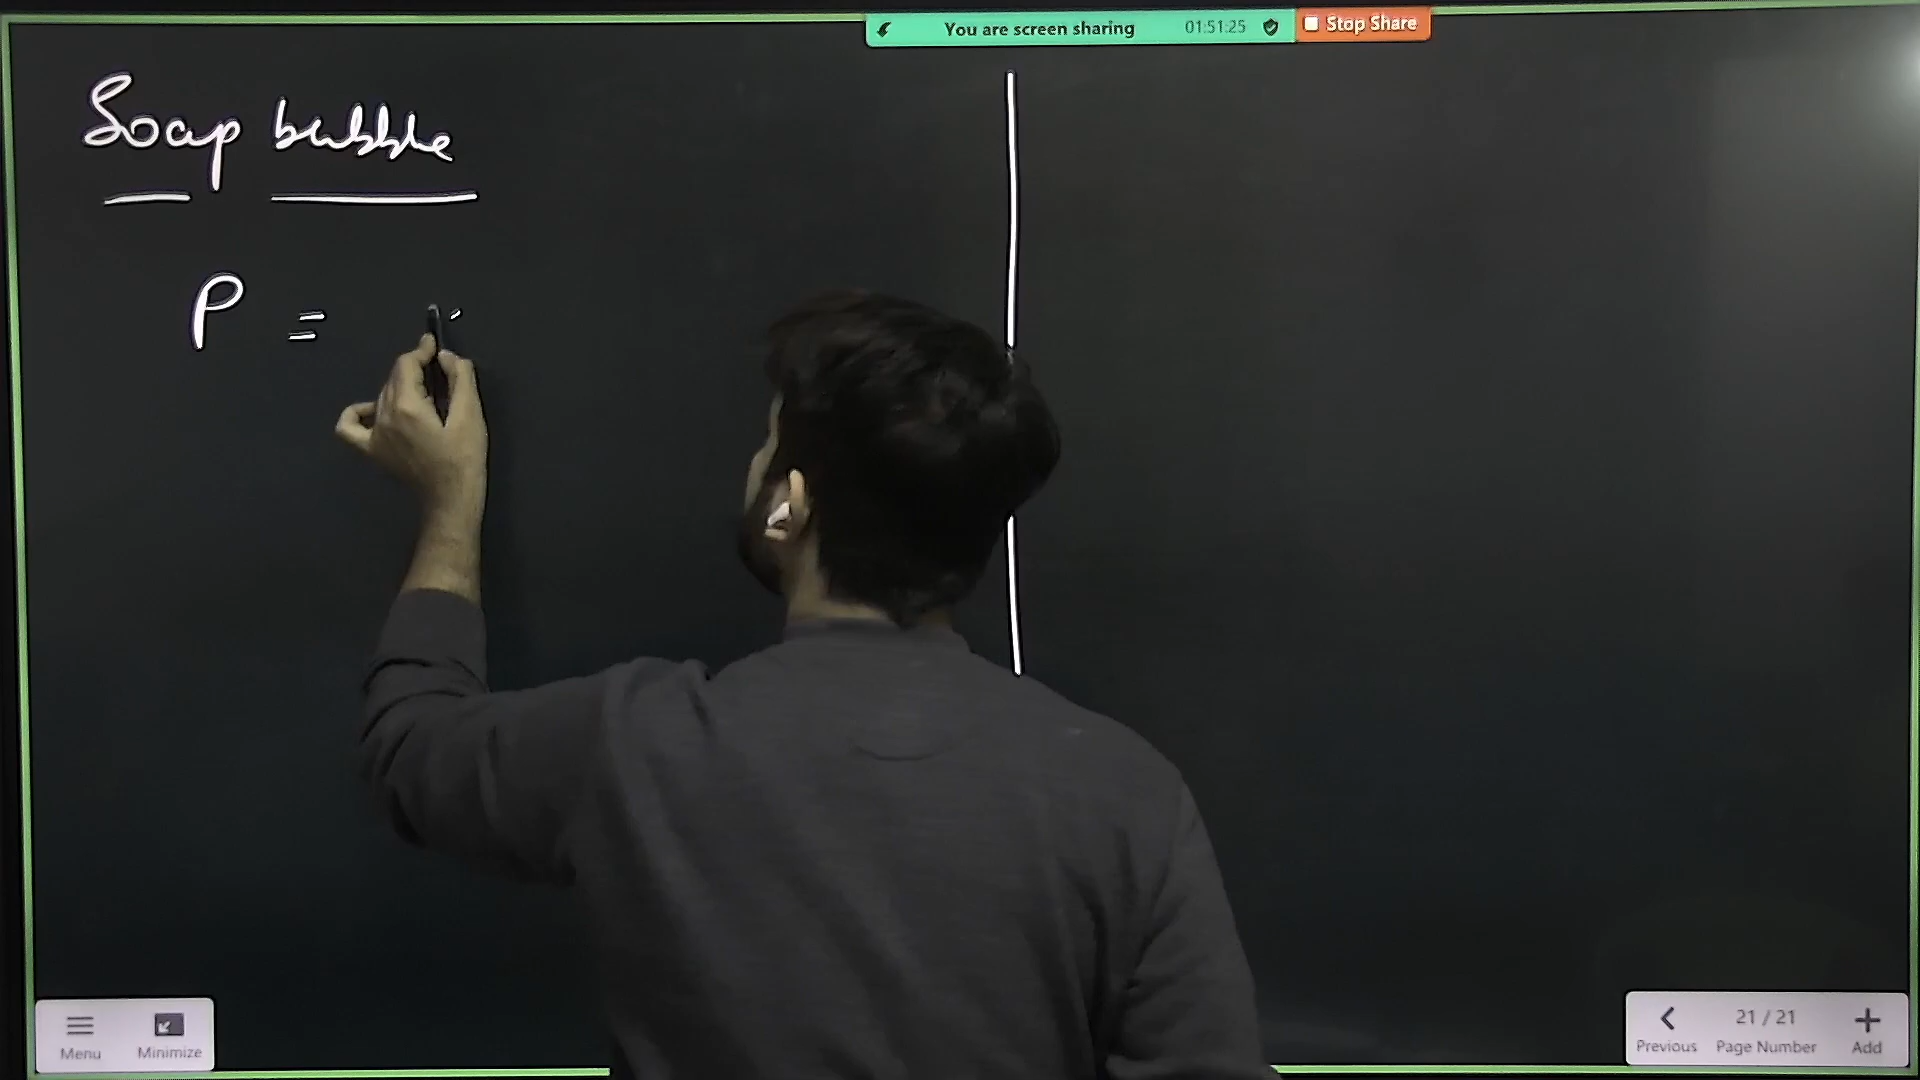 You are screen sharing 01:51:25 Stop Share
Soap bubble
P =
Menu Minimize
21 / 21
Previous Page Number Add